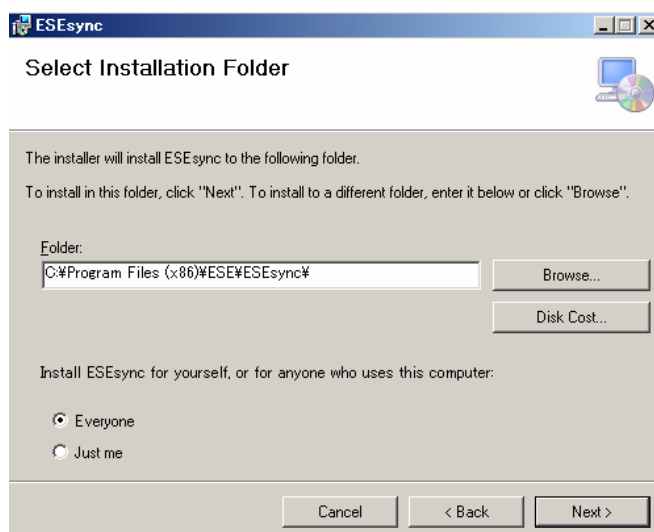 ESEsync
Select Installation Folder
The installer will install ESEsync to the following folder.
To install in this folder, click "Next". To install to a different folder, enter it below or click "Browse".
Folder:
C:¥Program Files (x86)¥ESE¥ESEsync¥
Browse...
Disk Cost...
Install ESEsync for yourself, or for anyone who uses this computer:
Everyone
Just me
Cancel
< Back
Next >